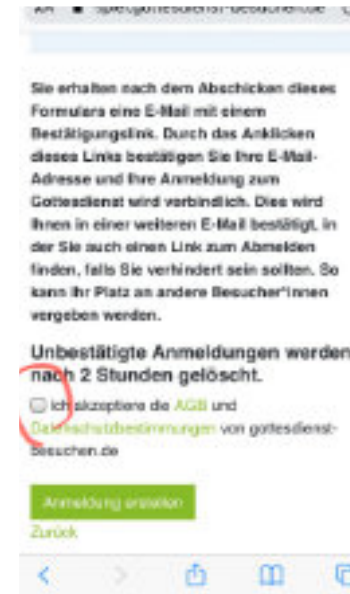 Sie erhalten nach dem Abschicken dieses
Formulars eine E-Mail mit einem
Bestätigungslink. Durch das Anklicken
dieses Links bestätigen Sie Ihre E-Mail-
Adresse und Ihre Anmeldung zum
Gottesdienst wird verbindlich. Dies wird
Ihnen in einer weiteren E-Mail bestätigt, in
der Sie auch einen Link zum Abmelden
finden, falls Sie verhindert sein sollten. So
kann Ihr Platz an andere Besucher*innen
vergeben werden.
Unbestätigte Anmeldungen werden
nach 2 Stunden gelöscht.
Ich akzeptiere die AGB und
Datenschutzbestimmungen von gottesdienst-
besuchen.de
Anmeldung erstellen
Zurück